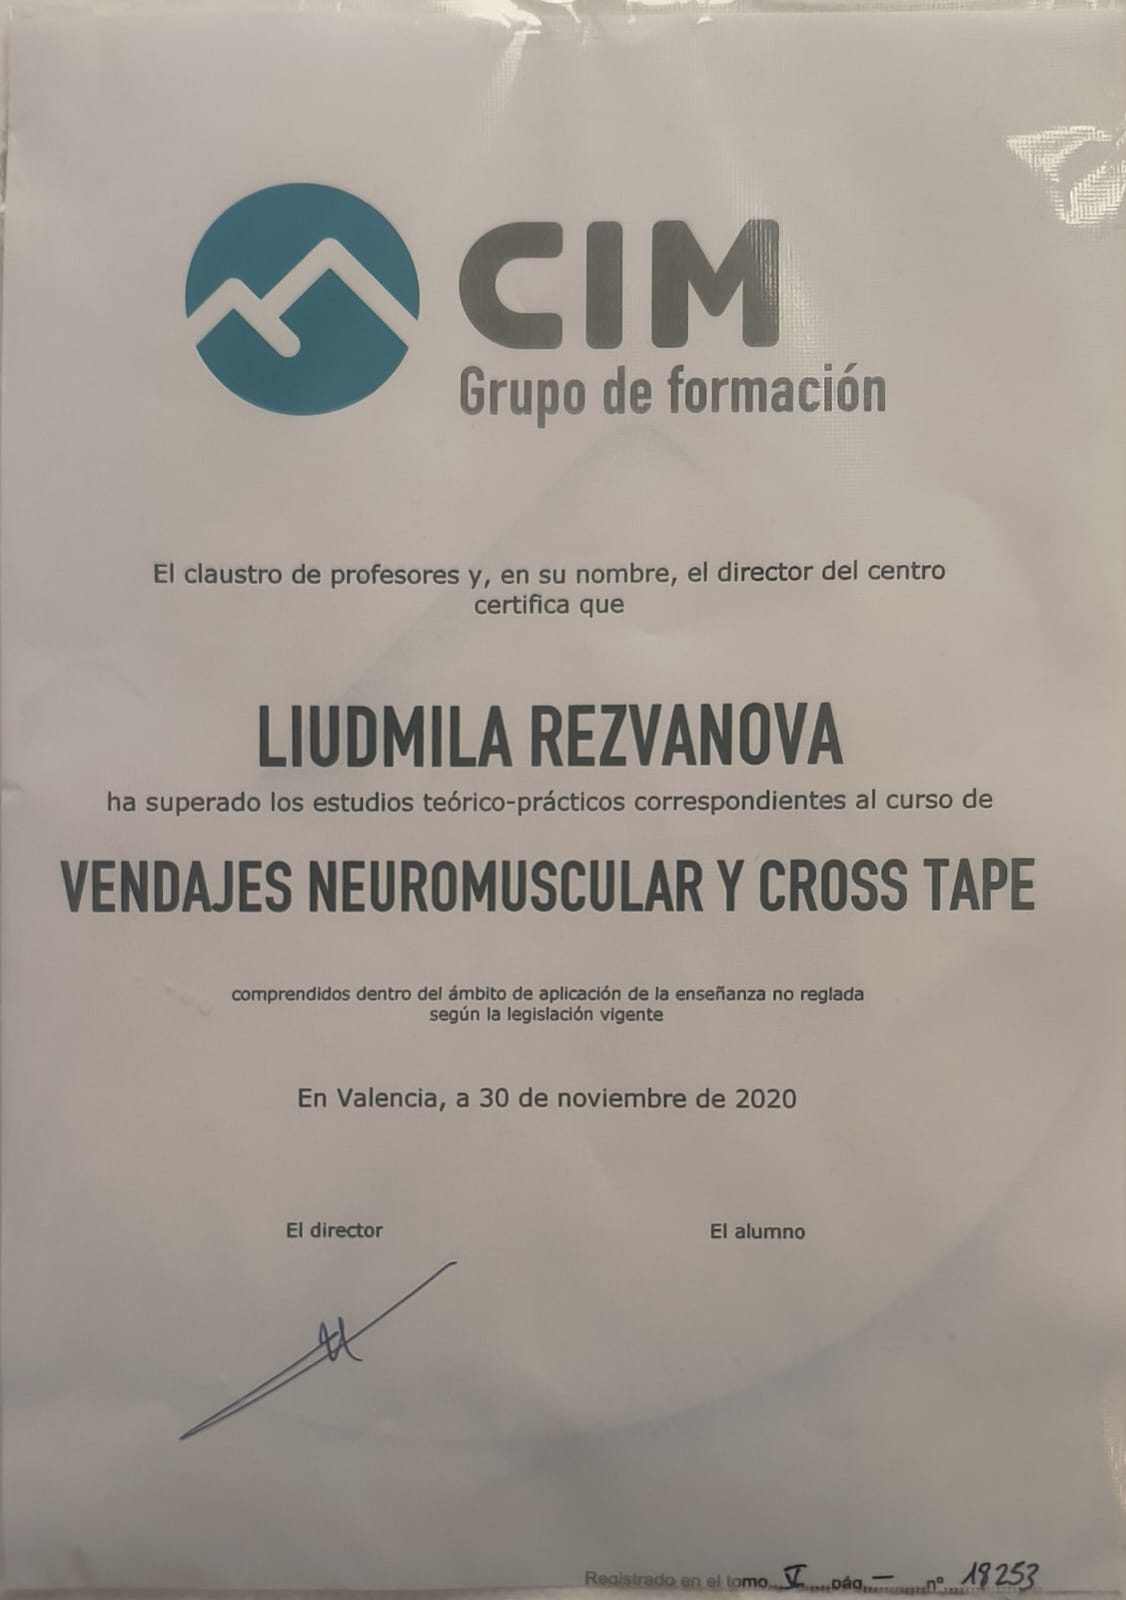 CIM
Grupo de formación
El claustro de profesores y, en su nombre, el director del centro
certifica que
LIUDMILA REZVANOVA
ha superado los estudios teórico-prácticos correspondientes al curso de
VENDAJES NEUROMUSCULAR Y CROSS TAPE
comprendidos dentro del ámbito de aplicación de la enseñanza no reglada
según la legislación vigente
En Valencia, a 30 de noviembre de 2020
El director El alumno
Registrado en el tomo V pág. — nº 18253